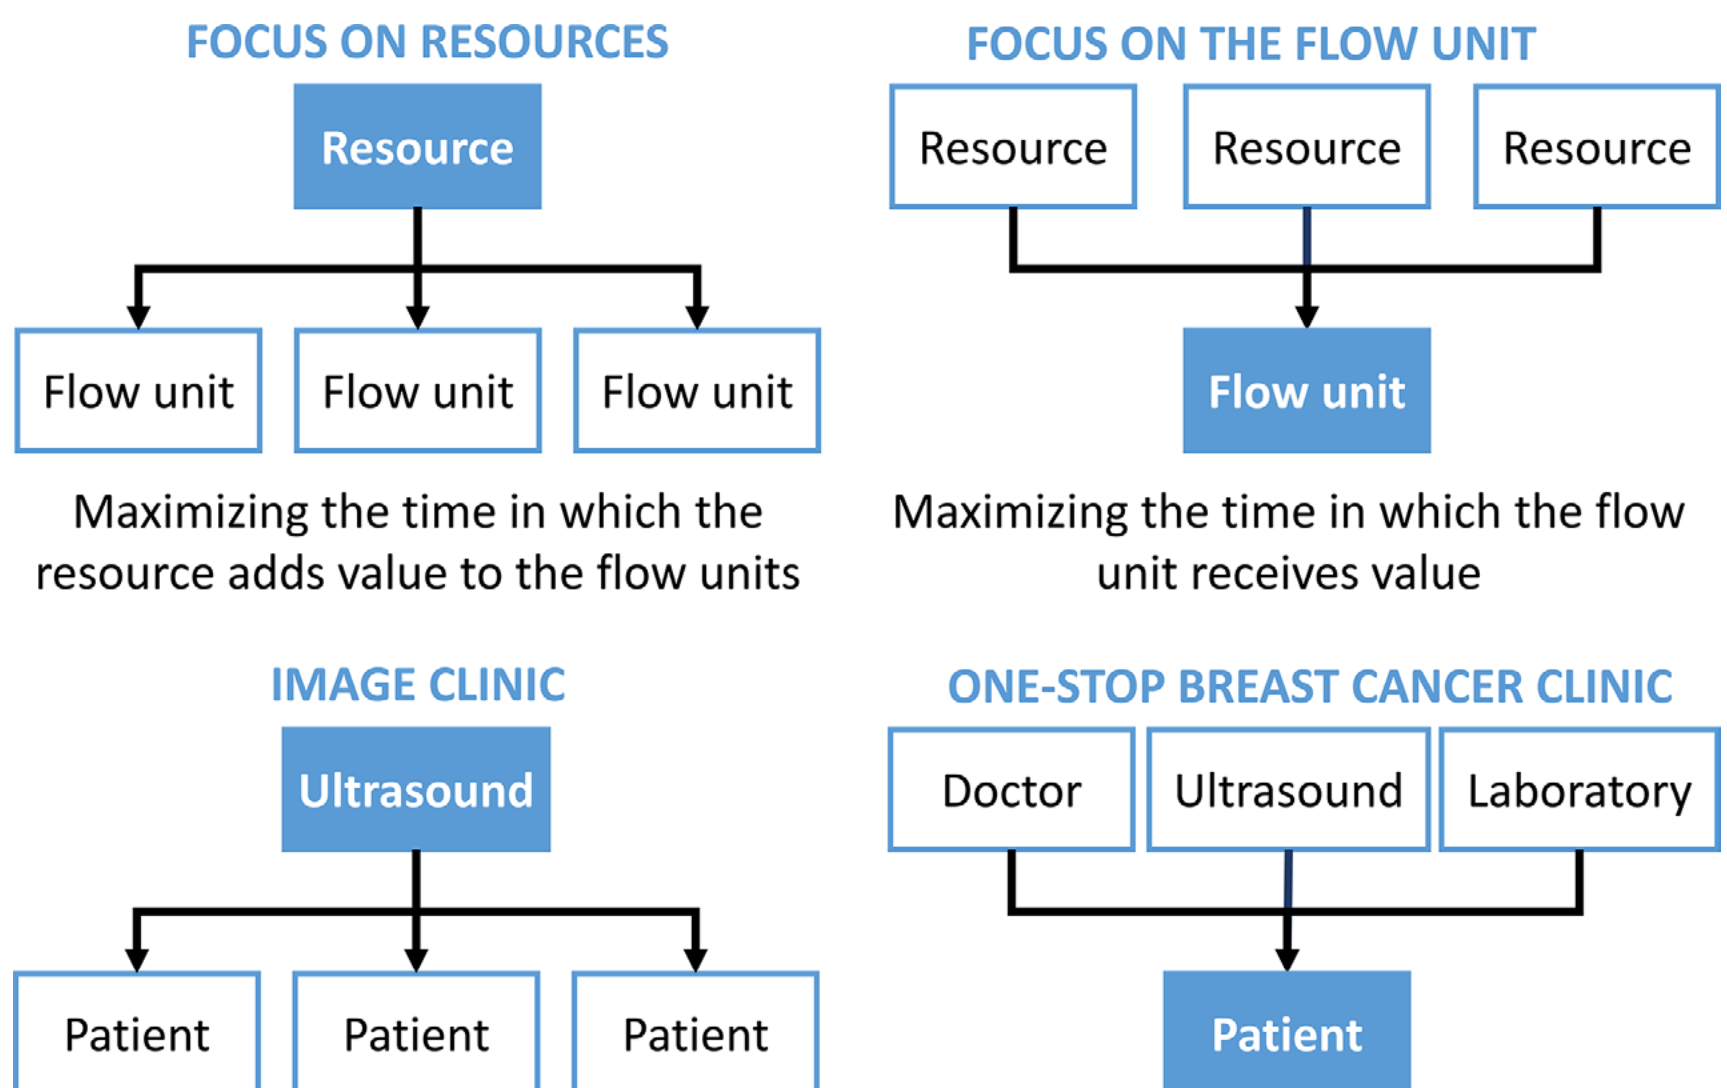 FOCUS ON RESOURCES
Resource
Flow unit
Flow unit
Flow unit
Maximizing the time in which the
resource adds value to the flow units
FOCUS ON THE FLOW UNIT
Resource
Resource
Resource
Flow unit
Maximizing the time in which the flow
unit receives value
IMAGE CLINIC
Ultrasound
Patient
Patient
Patient
ONE-STOP BREAST CANCER CLINIC
Doctor
Ultrasound
Laboratory
Patient